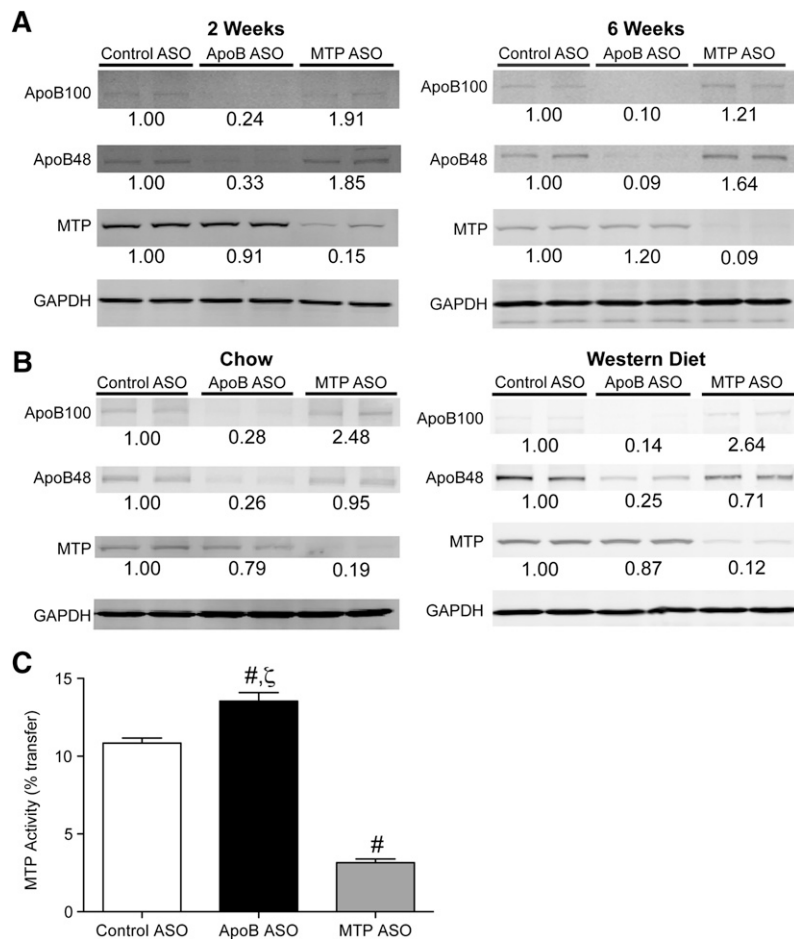 A
2 Weeks
Control ASO ApoB ASO MTP ASO
ApoB100
1.00 0.24 1.91
ApoB48
1.00 0.33 1.85
MTP
1.00 0.91 0.15
GAPDH
6 Weeks
Control ASO ApoB ASO MTP ASO
ApoB100
1.00 0.10 1.21
ApoB48
1.00 0.09 1.64
MTP
1.00 1.20 0.09
GAPDH
B
Chow
Control ASO ApoB ASO MTP ASO
ApoB100
1.00 0.28 2.48
ApoB48
1.00 0.26 0.95
MTP
1.00 0.79 0.19
GAPDH
Western Diet
Control ASO ApoB ASO MTP ASO
ApoB100
1.00 0.14 2.64
ApoB48
1.00 0.25 0.71
MTP
1.00 0.87 0.12
GAPDH
C
MTP Activity (% transfer)
15
10
5
0
#,ζ
#
Control ASO ApoB ASO MTP ASO